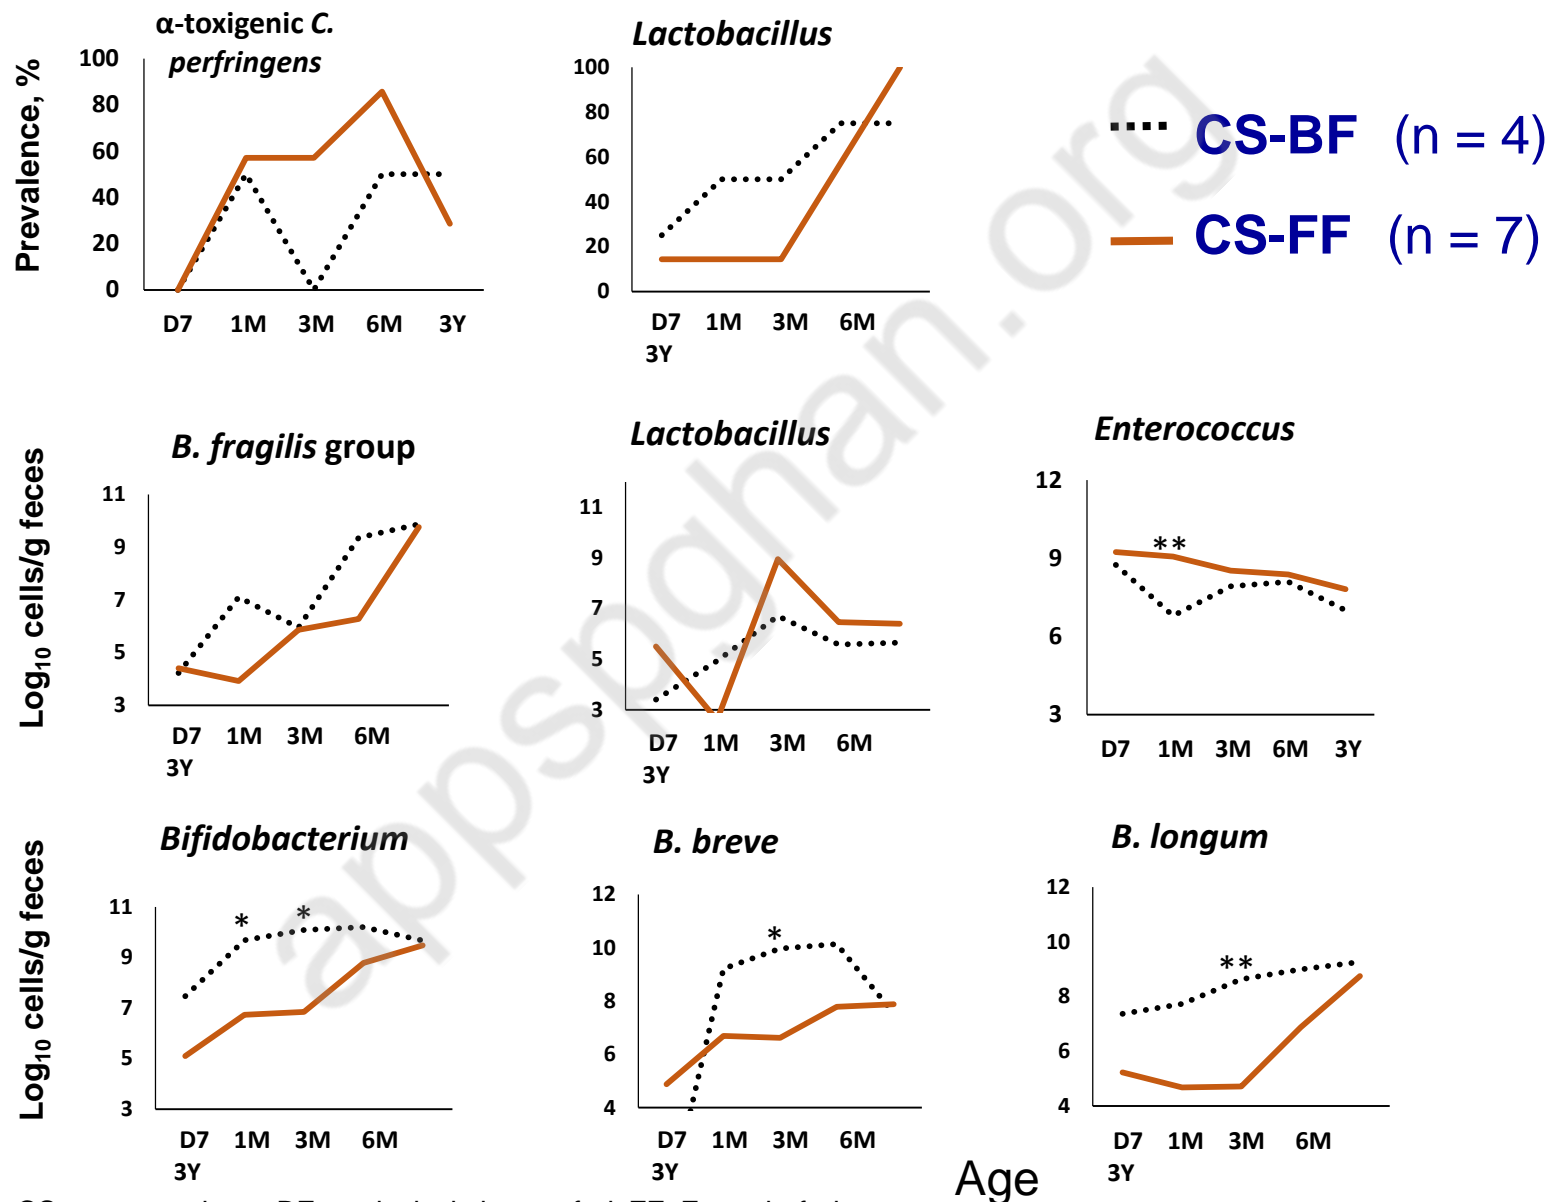 α-toxigenic C.
perfringens
Prevalence, %
100
80
60
40
20
0
D7 1M 3M 6M 3Y
Lactobacillus
100
80
60
40
20
0
D7 1M 3M 6M
3Y
CS-BF (n = 4)
CS-FF (n = 7)
B. fragilis group
Log10 cells/g feces
11
9
7
5
3
D7 1M 3M 6M
3Y
Lactobacillus
11
9
7
5
3
D7 1M 3M 6M
3Y
Enterococcus
12
9
6
3
**
D7 1M 3M 6M 3Y
Bifidobacterium
Log10 cells/g feces
11
9
7
5
3
* *
D7 1M 3M 6M
3Y
B. breve
12
10
8
6
4
*
D7 1M 3M 6M
3Y
B. longum
12
10
8
6
4
**
D7 1M 3M 6M
3Y
Age
appspghan.org